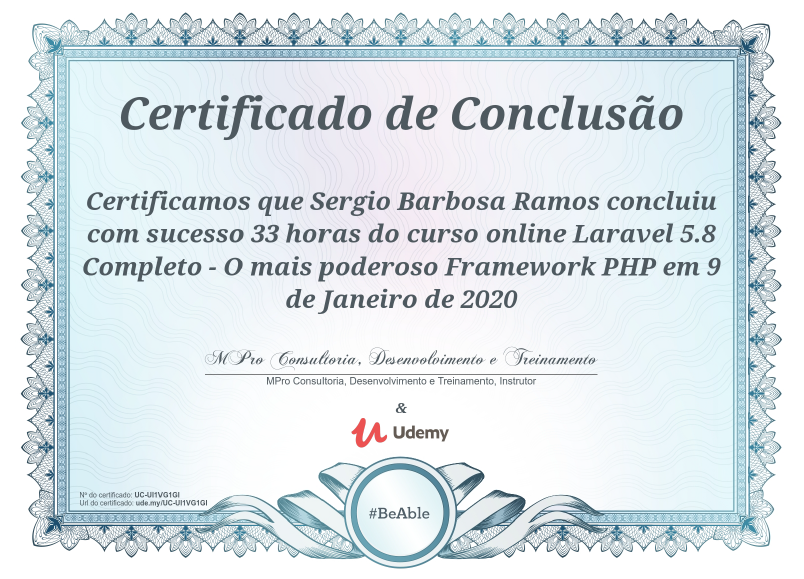 Certificado de Conclusão
Certificamos que Sergio Barbosa Ramos concluiu
com sucesso 33 horas do curso online Laravel 5.8
Completo - O mais poderoso Framework PHP em 9
de Janeiro de 2020
MPro Consultoria, Desenvolvimento e Treinamento
MPro Consultoria, Desenvolvimento e Treinamento, Instrutor
&
Udemy
Nº do certificado: UC-UI1VG1GI
Url do certificado: ude.my/UC-UI1VG1GI
#BeAble